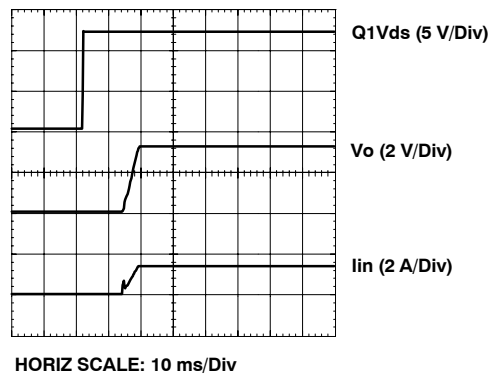 Q1Vds (5 V/Div)
Vo (2 V/Div)
Iin (2 A/Div)
HORIZ SCALE: 10 ms/Div